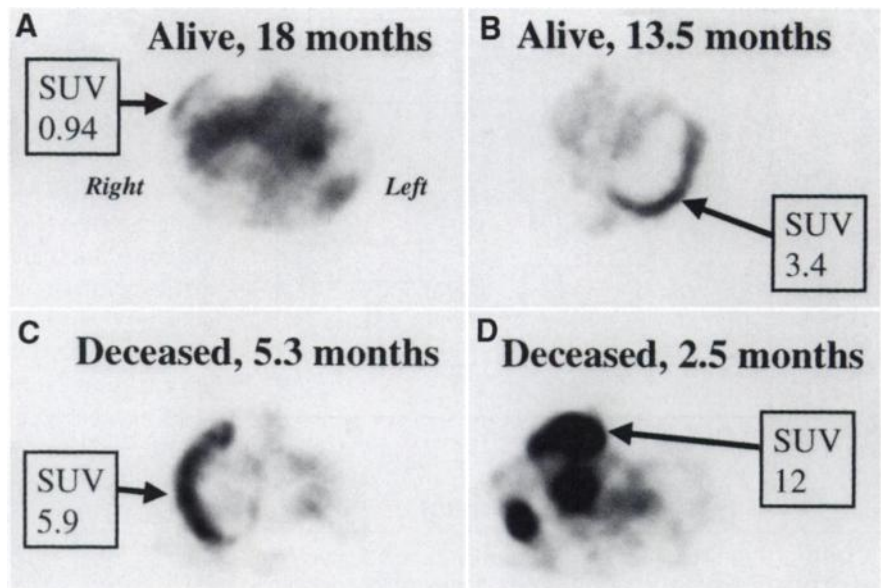 A
Alive, 18 months
SUV
0.94
Right
Left
B
Alive, 13.5 months
SUV
3.4
C
Deceased, 5.3 months
SUV
5.9
D
Deceased, 2.5 months
SUV
12